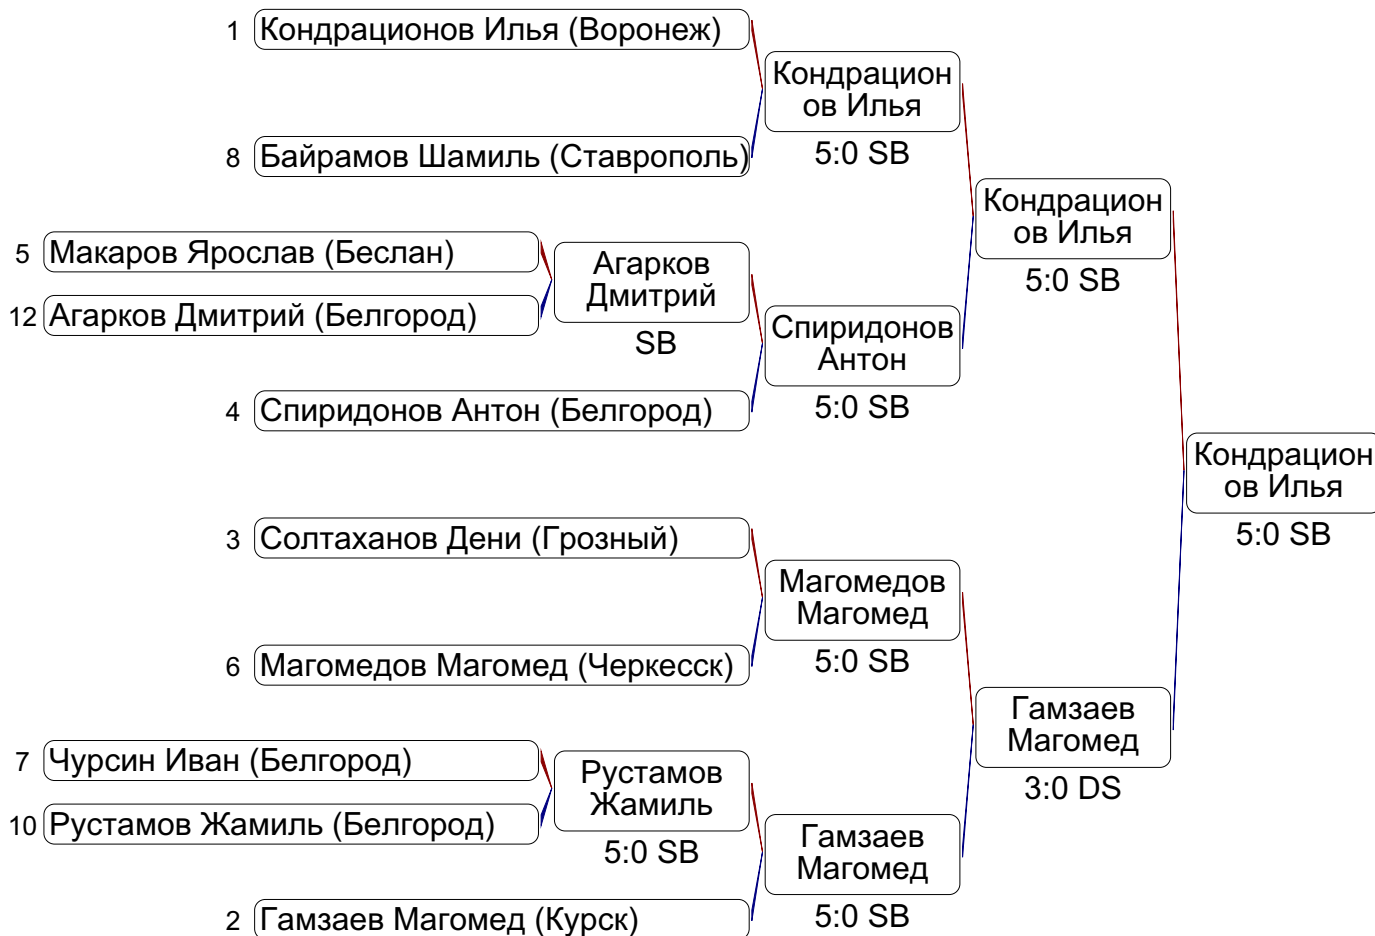 1 Кондрационов Илья (Воронеж)
Кондрацион
ов Илья
5:0 SB
8 Байрамов Шамиль (Ставрополь)
Кондрацион
ов Илья
5:0 SB
5 Макаров Ярослав (Беслан)
12 Агарков Дмитрий (Белгород)
Агарков
Дмитрий
SB
Спиридонов
Антон
5:0 SB
4 Спиридонов Антон (Белгород)
Кондрацион
ов Илья
5:0 SB
3 Солтаханов Дени (Грозный)
Магомедов
Магомед
5:0 SB
6 Магомедов Магомед (Черкесск)
Гамзаев
Магомед
3:0 DS
7 Чурсин Иван (Белгород)
10 Рустамов Жамиль (Белгород)
Рустамов
Жамиль
5:0 SB
Гамзаев
Магомед
5:0 SB
2 Гамзаев Магомед (Курск)